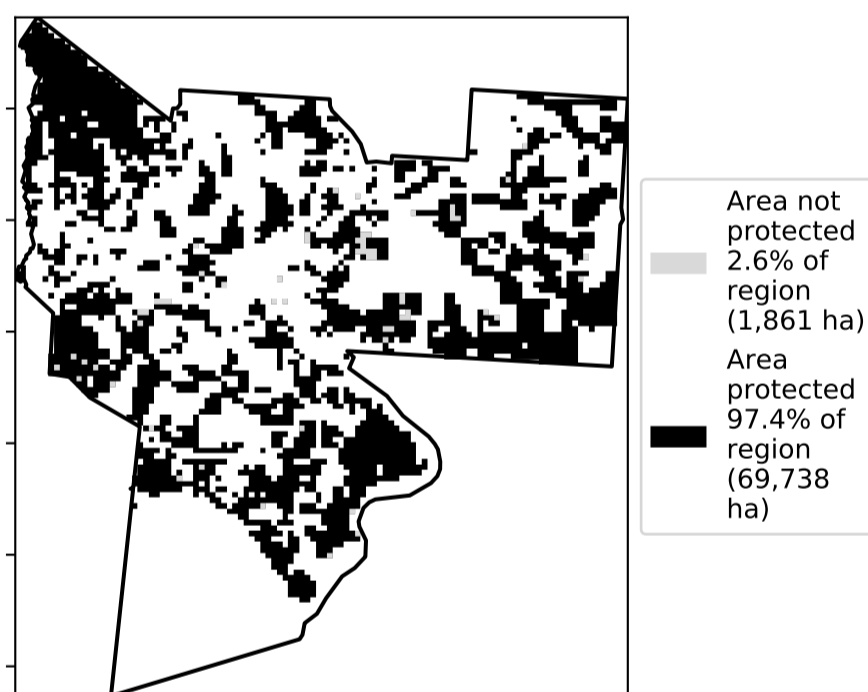 Area not
protected
2.6% of
region
(1,861 ha)
Area
protected
97.4% of
region
(69,738
ha)